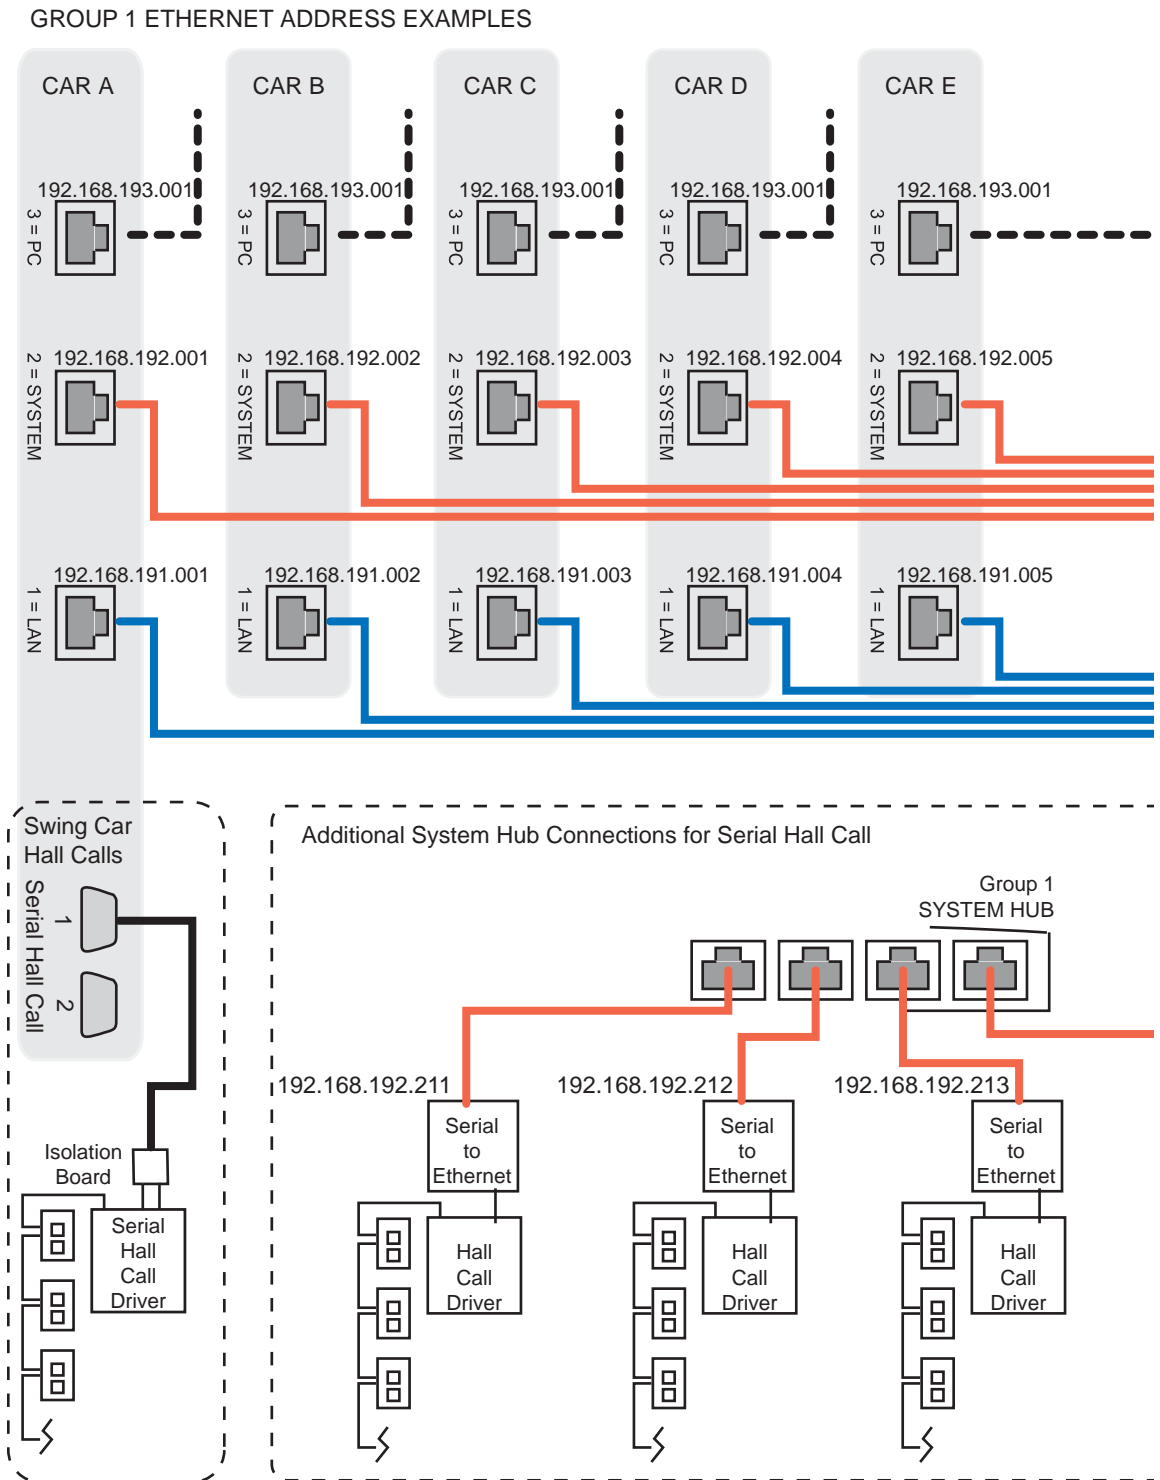 GROUP 1 ETHERNET ADDRESS EXAMPLES
CAR A
CAR B
CAR C
CAR D
CAR E
192.168.193.001
192.168.193.001
192.168.193.001
192.168.193.001
192.168.193.001
3 = PC
3 = PC
3 = PC
3 = PC
3 = PC
192.168.192.001
192.168.192.002
192.168.192.003
192.168.192.004
192.168.192.005
2 = SYSTEM
2 = SYSTEM
2 = SYSTEM
2 = SYSTEM
2 = SYSTEM
192.168.191.001
192.168.191.002
192.168.191.003
192.168.191.004
192.168.191.005
1 = LAN
1 = LAN
1 = LAN
1 = LAN
1 = LAN
Swing Car
Hall Calls
Serial Hall Call
1
2
Isolation
Board
Serial
Hall
Call
Driver
Additional System Hub Connections for Serial Hall Call
Group 1
SYSTEM HUB
192.168.192.211
192.168.192.212
192.168.192.213
Serial
to
Ethernet
Serial
to
Ethernet
Serial
to
Ethernet
Hall
Call
Driver
Hall
Call
Driver
Hall
Call
Driver